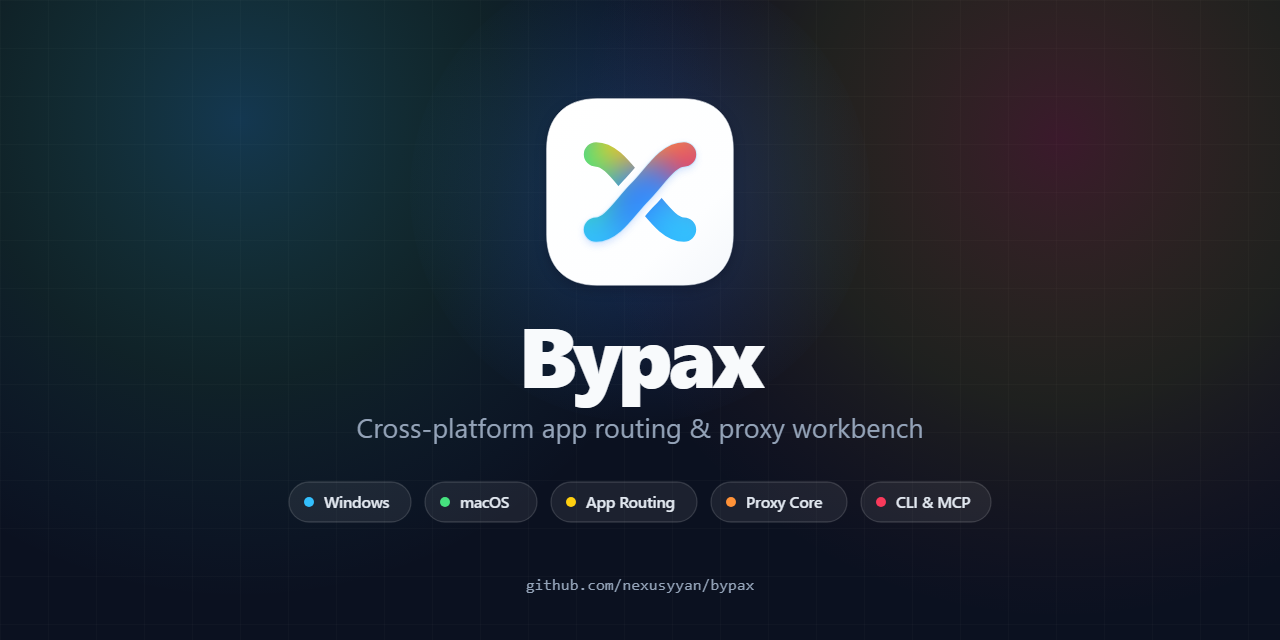 Bypax
Cross-platform app routing & proxy workbench
Windows macOS App Routing Proxy Core CLI & MCP
github.com/nexusyyan/bypax